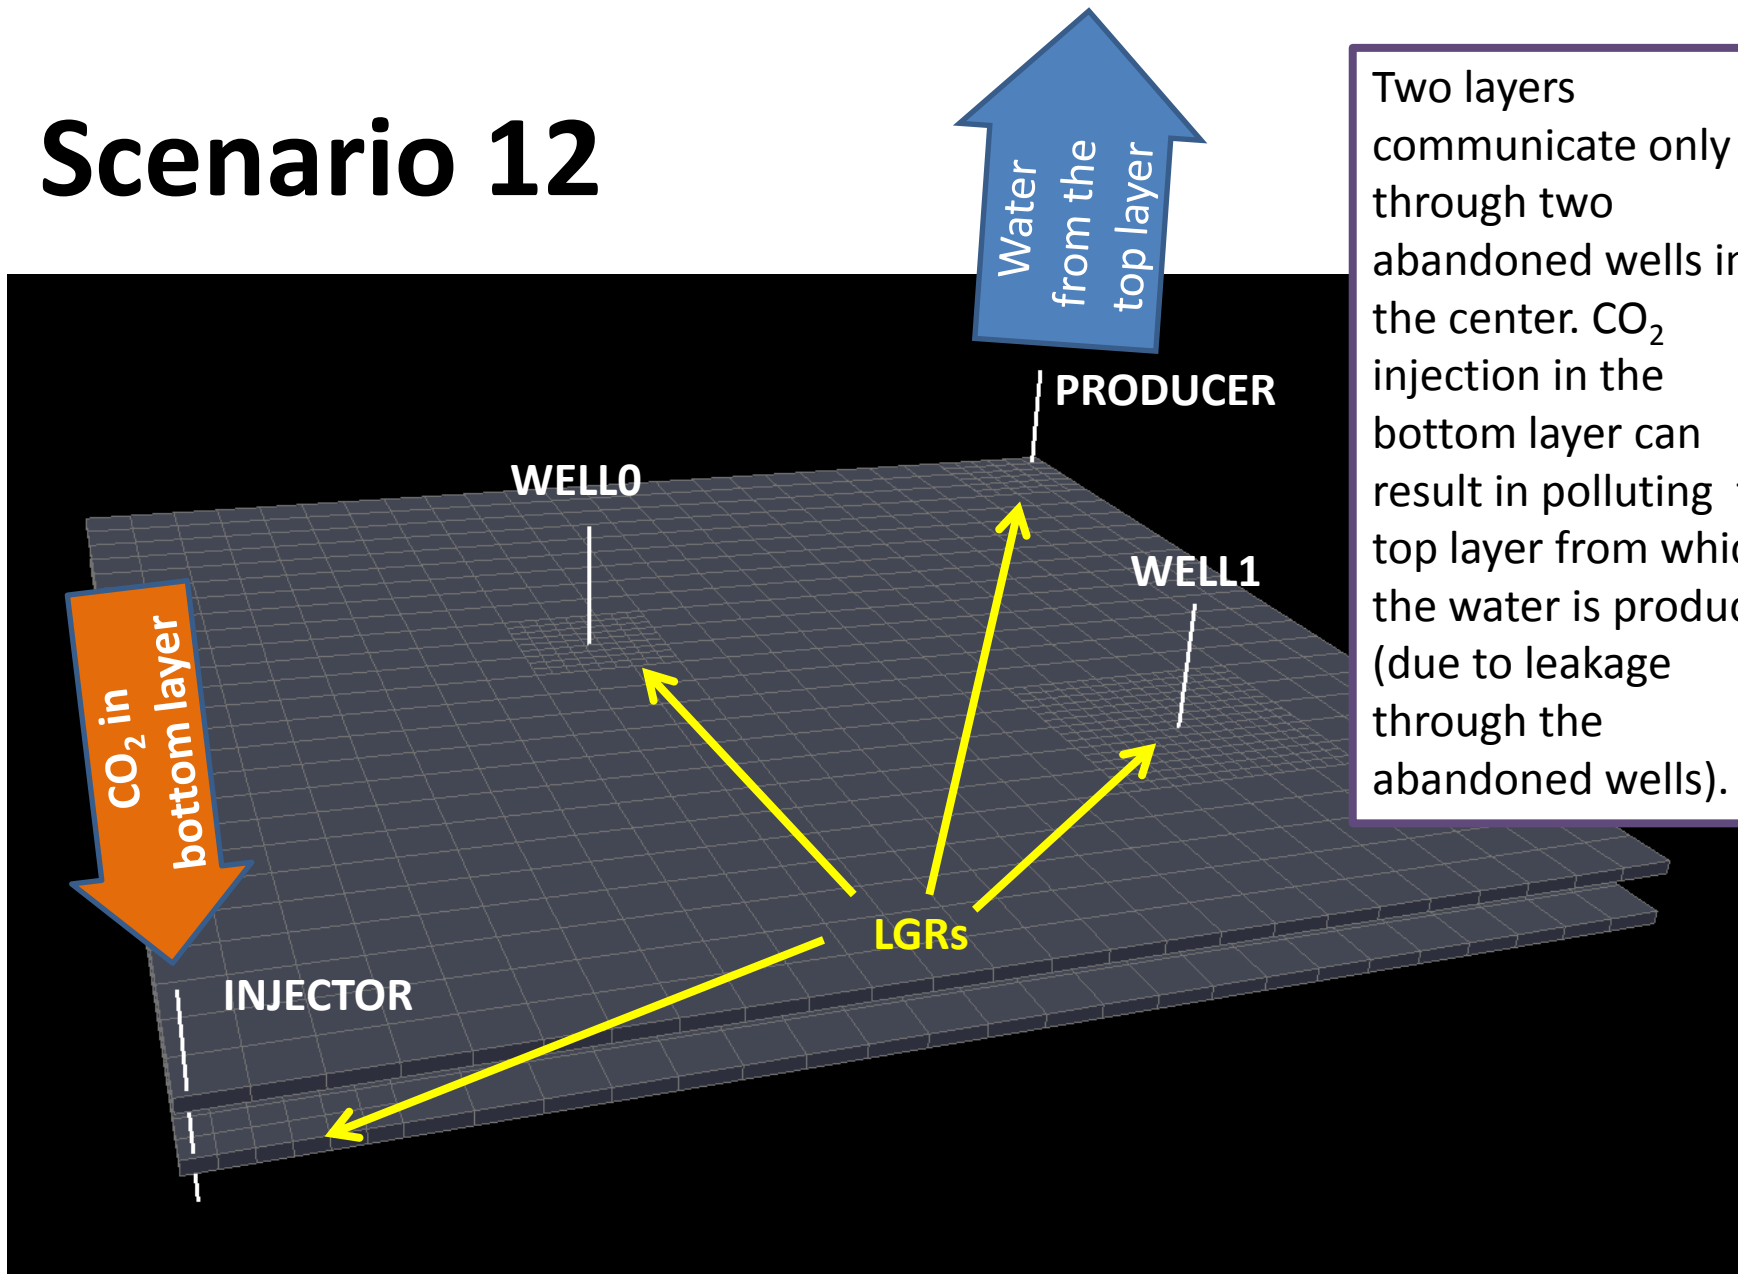 Scenario 12
Water
from the
top layer
Two layers
communicate only
through two
abandoned wells in
the center. CO₂
injection in the
bottom layer can
result in polluting
top layer from which
the water is
(due to leakage
through the
abandoned wells).
PRODUCER
WELL0
WELL1
CO₂ in
bottom layer
LGRs
INJECTOR